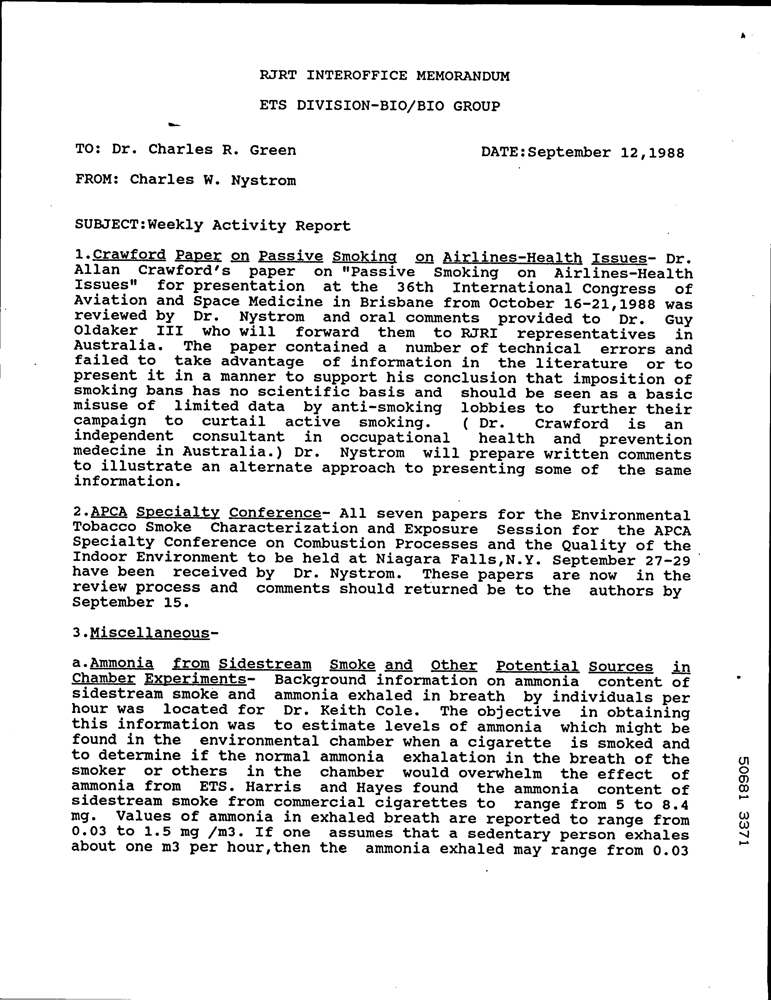 RJRT INTEROFFICE MEMORANDUM
ETS DIVISION-BIO/BIO GROUP
TO: Dr. Charles R. Green DATE:September 12,1988
FROM: Charles W. Nystrom
SUBJECT:Weekly Activity Report
1.Crawford Paper on Passive Smoking on Airlines-Health Issues- Dr.
Allan Crawford's paper on "Passive Smoking on Airlines-Health
Issues" for presentation at the 36th International Congress of
Aviation and Space Medicine in Brisbane from October 16-21,1988 was
reviewed by Dr. Nystrom and oral comments provided to Dr. Guy
Oldaker III who will forward them to RJRI representatives in
Australia. The paper contained a number of technical errors and
failed to take advantage of information in the literature or to
present it in a manner to support his conclusion that imposition of
smoking bans has no scientific basis and should be seen as a basic
misuse of limited data by anti-smoking lobbies to further their
campaign to curtail active smoking. ( Dr. Crawford is an
independent consultant in occupational health and prevention
medecine in Australia.) Dr. Nystrom will prepare written comments
to illustrate an alternate approach to presenting some of the same
information.
2.APCA Specialty Conference- All seven papers for the Environmental
Tobacco Smoke Characterization and Exposure Session for the APCA
Specialty Conference on Combustion Processes and the Quality of the
Indoor Environment to be held at Niagara Falls,N.Y. September 27-29
have been received by Dr. Nystrom. These papers are now in the
review process and comments should returned be to the authors by
September 15.
3.Miscellaneous-
a.Ammonia from Sidestream Smoke and Other Potential Sources in
Chamber Experiments- Background information on ammonia content of
sidestream smoke and ammonia exhaled in breath by individuals per
hour was located for Dr. Keith Cole. The objective in obtaining
this information was to estimate levels of ammonia which might be
found in the environmental chamber when a cigarette is smoked and
to determine if the normal ammonia exhalation in the breath of the
smoker or others in the chamber would overwhelm the effect of
ammonia from ETS. Harris and Hayes found the ammonia content of
sidestream smoke from commercial cigarettes to range from 5 to 8.4
mg. Values of ammonia in exhaled breath are reported to range from
0.03 to 1.5 mg /m3. If one assumes that a sedentary person exhales
about one m3 per hour,then the ammonia exhaled may range from 0.03
50681 3371